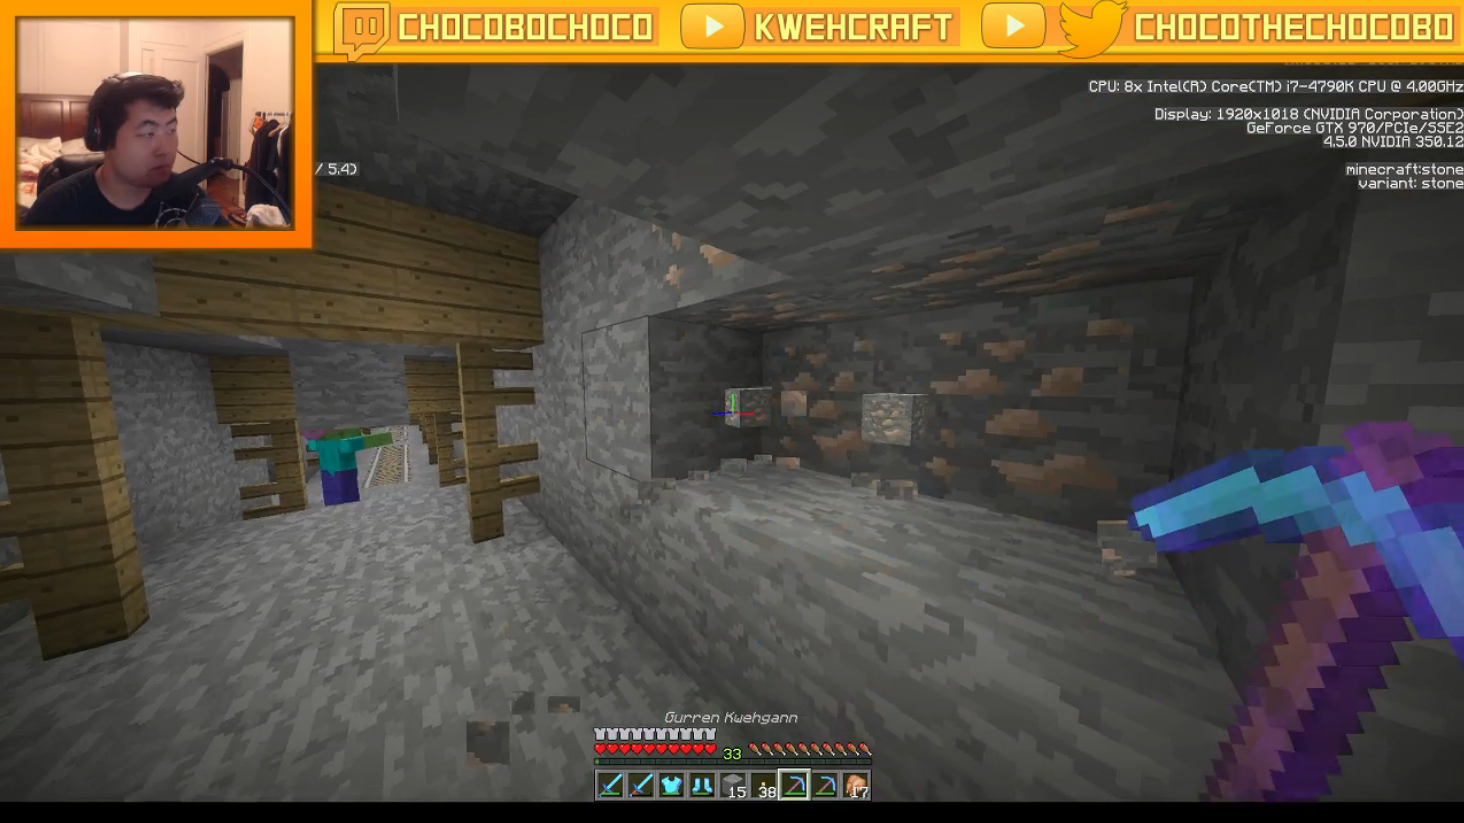 CHOCOBOCHOCO KWEHCRAFT CHOCOTHECHOCOBO
CPU: 8x Intel(R) Core(TM) i7-4790K CPU @ 4.00GHz
Display: 1920x1018 (NVIDIA Corporation)
GeForce GTX 970/PCIe/SSE2
4.5.0 NVIDIA 350.12
/ 5.4)
minecraft:stone
variant: stone
Gurren Kwehgann
33
15 38 17